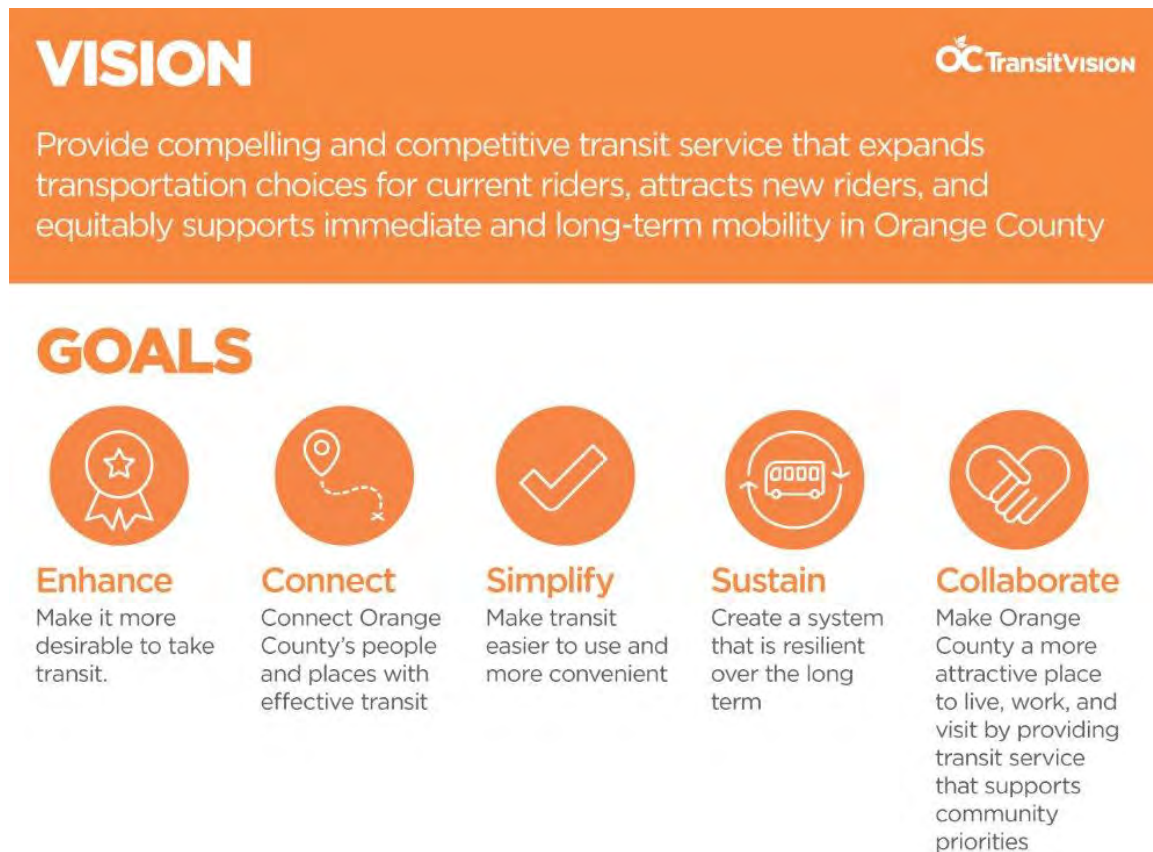 VISION
OC TransitVISION
Provide compelling and competitive transit service that expands
transportation choices for current riders, attracts new riders, and
equitably supports immediate and long-term mobility in Orange County
GOALS
Enhance
Make it more
desirable to take
transit.
Connect
Connect Orange
County's people
and places with
effective transit
Simplify
Make transit
easier to use and
more convenient
Sustain
Create a system
that is resilient
over the long
term
Collaborate
Make Orange
County a more
attractive place
to live, work, and
visit by providing
transit service
that supports
community
priorities